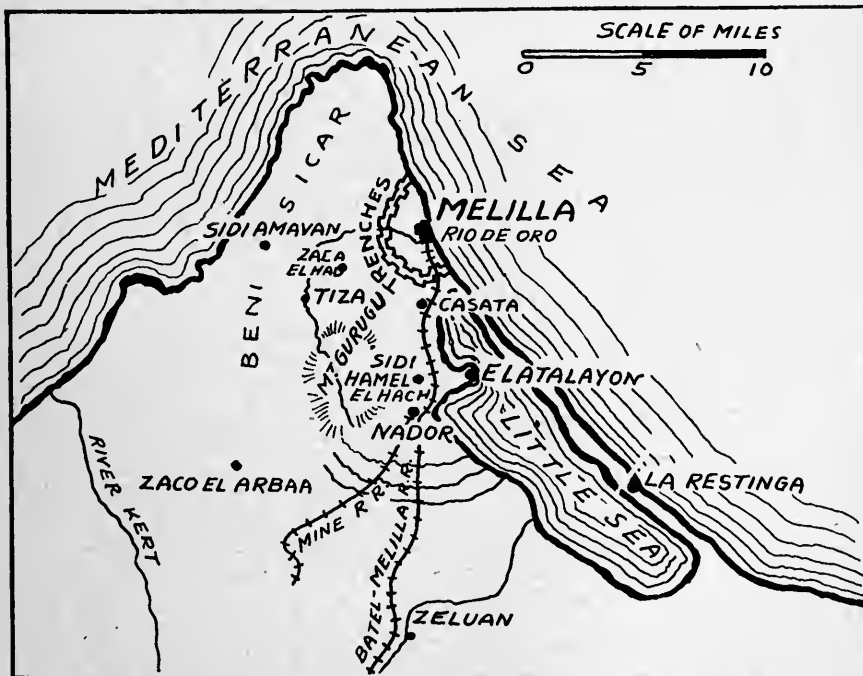 SCALE OF MILES
0 5 10
MEDITERRANEAN SEA
BENI SICAR
TRENCHES
MELILLA
RIO DE ORO
SIDI AMAVAN
ZACA
EL HAD
TIZA
CASATA
MT. GURUGU
SIDI
HAMEL
EL HACH
EL ATALAYON
NADOR
LITTLE SEA
LA RESTINGA
ZACO EL ARBAA
RIVER KERT
MINE R.R.
BATEL-MELILLA R.R.
ZELUAN